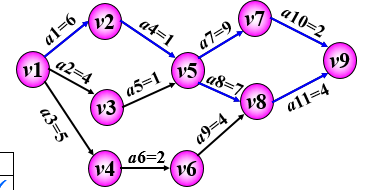 v1
v2
v3
v4
v5
v6
v7
v8
v9
a1=6
a2=4
a3=5
a4=1
a5=1
a6=2
a7=9
a8=7
a9=4
a10=2
a11=4